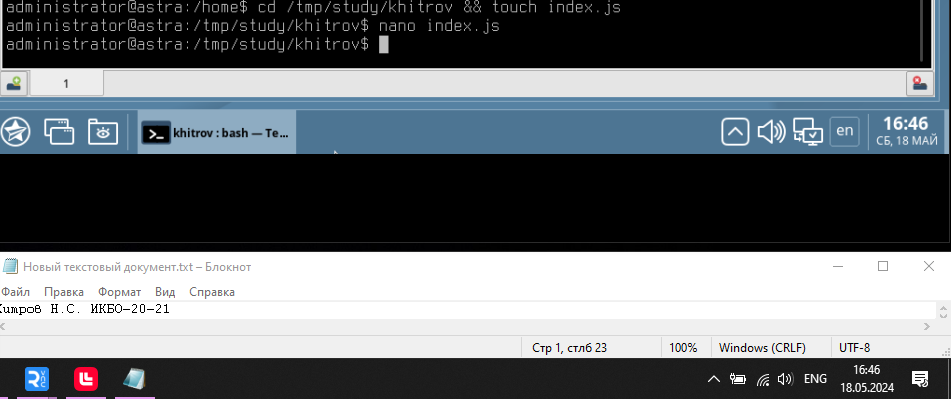 administrator@astra:/home$ cd /tmp/study/khitrov && touch index.js
administrator@astra:/tmp/study/khitrov$ nano index.js
administrator@astra:/tmp/study/khitrov$
1
khitrov : bash — Te...
en
16:46
СБ, 18 МАЙ
Новый текстовый документ.txt – Блокнот
Файл Правка Формат Вид Справка
Хитров Н.С. ИКБО-20-21
Стр 1, стлб 23
100%
Windows (CRLF)
UTF-8
ENG
16:46
18.05.2024